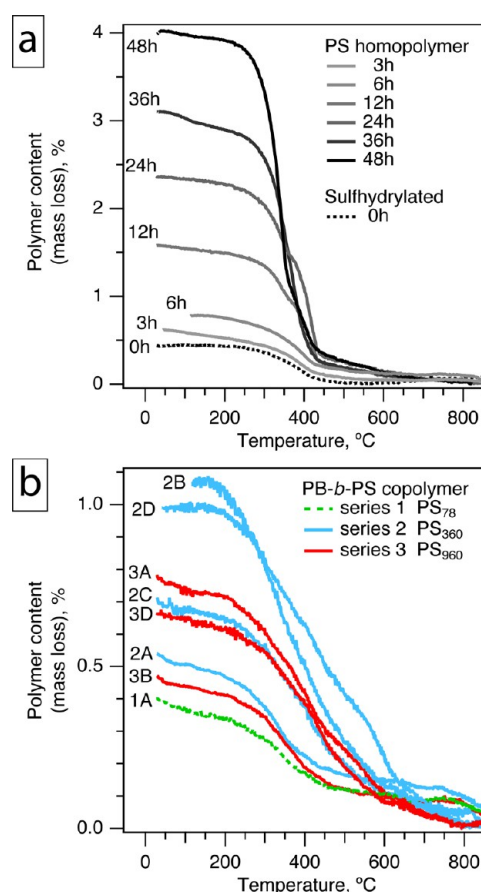 a
4
3
2
1
0
Polymer content
(mass loss), %
48h
36h
24h
12h
6h
3h
0h
PS homopolymer
3h
6h
12h
24h
36h
48h
Sulfhydrylated
0h
0 200 400 600 800
Temperature, ºC
b
1.0
0.5
0.0
Polymer content
(mass loss), %
2B
2D
3A
2C
3D
2A
3B
1A
PB-b-PS copolymer
series 1 PS78
series 2 PS360
series 3 PS960
0 200 400 600 800
Temperature, ºC